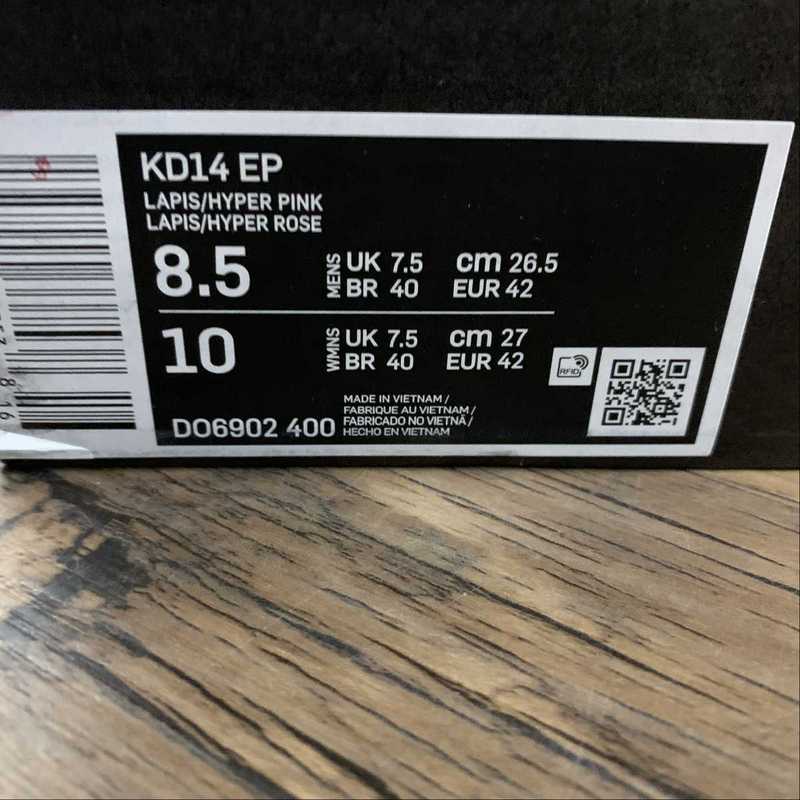 KD14 EP
LAPIS/HYPER PINK
LAPIS/HYPER ROSE
8.5 MENS UK 7.5 cm 26.5
BR 40 EUR 42
10 WMNS UK 7.5 cm 27
BR 40 EUR 42
RFID
DO6902 400
MADE IN VIETNAM /
FABRIQUE AU VIETNAM /
FABRICADO NO VIETNÃ /
HECHO EN VIETNAM